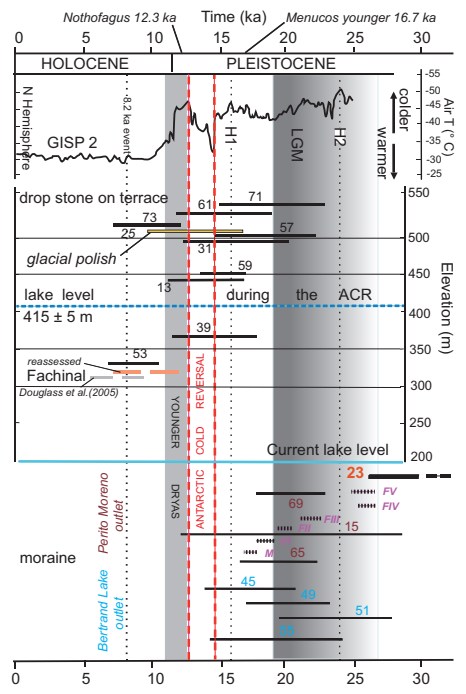 Time (ka)
Nothofagus 12.3 ka
Menucos younger 16.7 ka
0 5 10 15 20 25 30
HOLOCENE
PLEISTOCENE
N Hemisphere
GISP 2
8.2 ka event
H1
LGM
H2
-55
-45
-40
-35
-30
-25
Air T (° C)
colder
warmer
drop stone on terrace
71
61
73
25
57
31
glacial polish
59
13
lake level during the ACR
415 ± 5 m
39
53
reassessed
Fachinal
Douglass et al.(2005)
550
500
450
400
350
300
250
200
Elevation (m)
YOUNGER DRYAS
ANTARCTIC COLD REVERSAL
Current lake level
23
FV
69
FIV
FIII
FII
15
M
65
Perito Moreno outlet
moraine
Bertrand Lake outlet
45
49
51
0 5 10 15 20 25 30